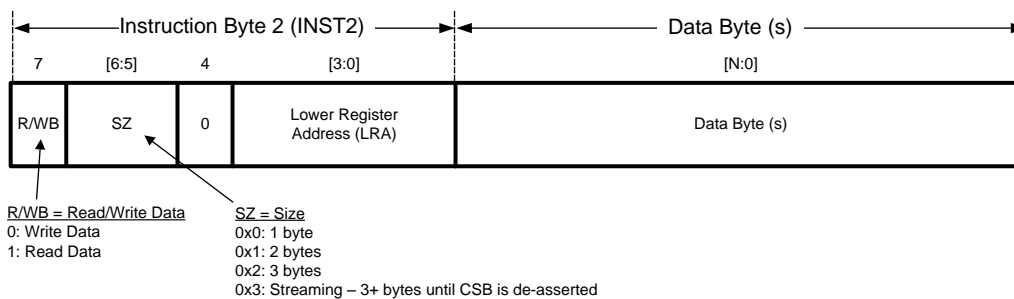 Instruction Byte 2 (INST2) Data Byte (s)
7 [6:5] 4 [3:0] [N:0]
R/WB SZ 0 Lower Register
Address (LRA) Data Byte (s)
R/WB = Read/Write Data
0: Write Data
1: Read Data
SZ = Size
0x0: 1 byte
0x1: 2 bytes
0x2: 3 bytes
0x3: Streaming – 3+ bytes until CSB is de-asserted